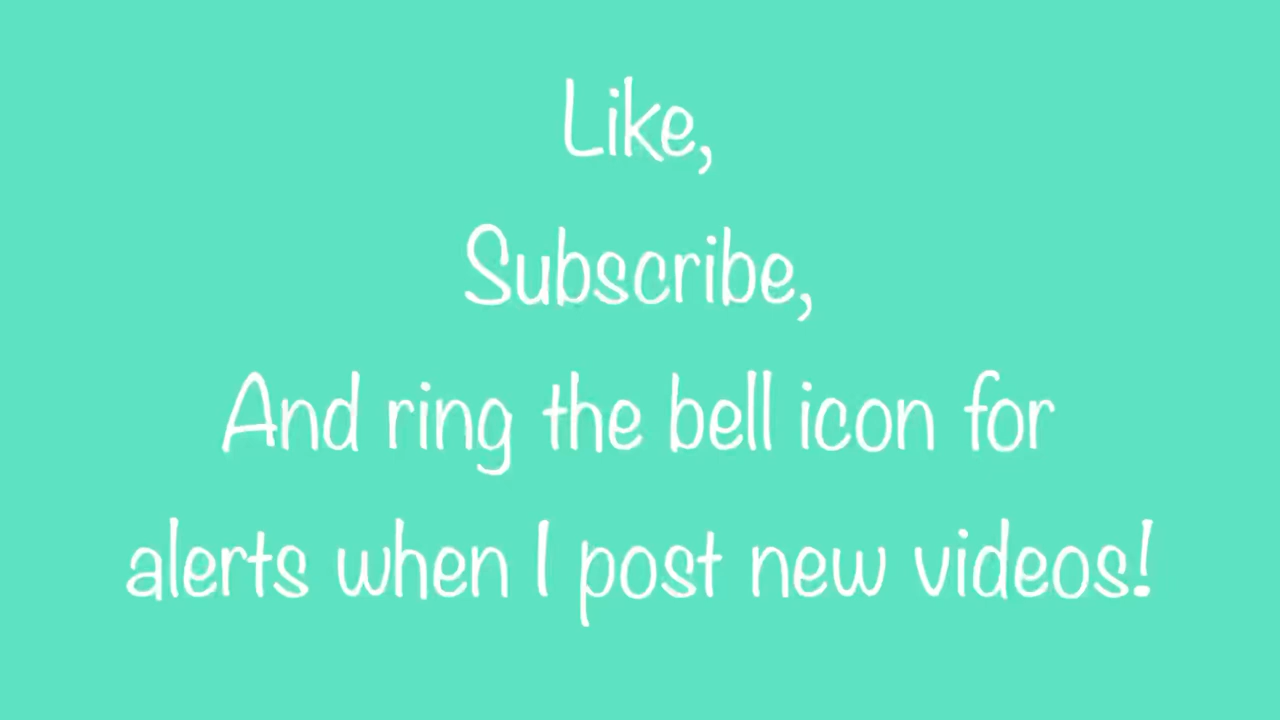 Like,
Subscribe,
And ring the bell icon for
alerts when I post new videos!